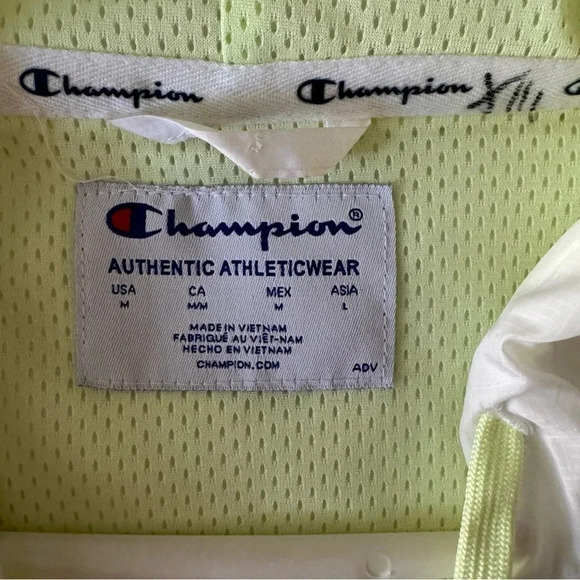 Champion Champion XIII
Champion®
AUTHENTIC ATHLETICWEAR
USA CA MEX ASIA
M M/M M L
MADE IN VIETNAM
FABRIQUÉ AU VIÊT-NAM
HECHO EN VIETNAM
CHAMPION.COM ADV